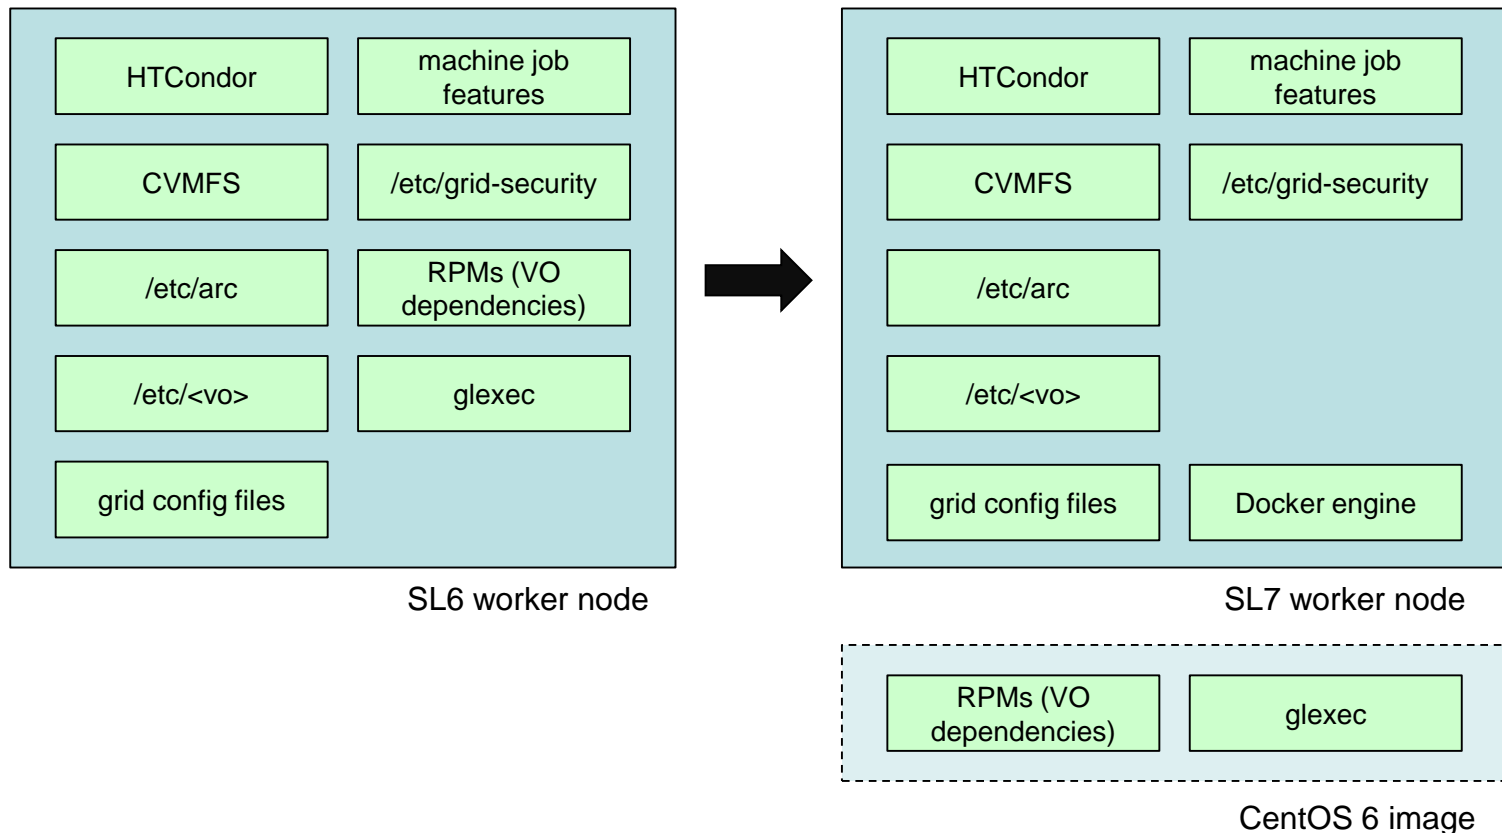 HTCondor
machine job
features
CVMFS
/etc/grid-security
/etc/arc
RPMs (VO
dependencies)
/etc/<vo>
glexec
grid config files
SL6 worker node
HTCondor
machine job
features
CVMFS
/etc/grid-security
/etc/arc
/etc/<vo>
grid config files
Docker engine
SL7 worker node
RPMs (VO
dependencies)
glexec
CentOS 6 image